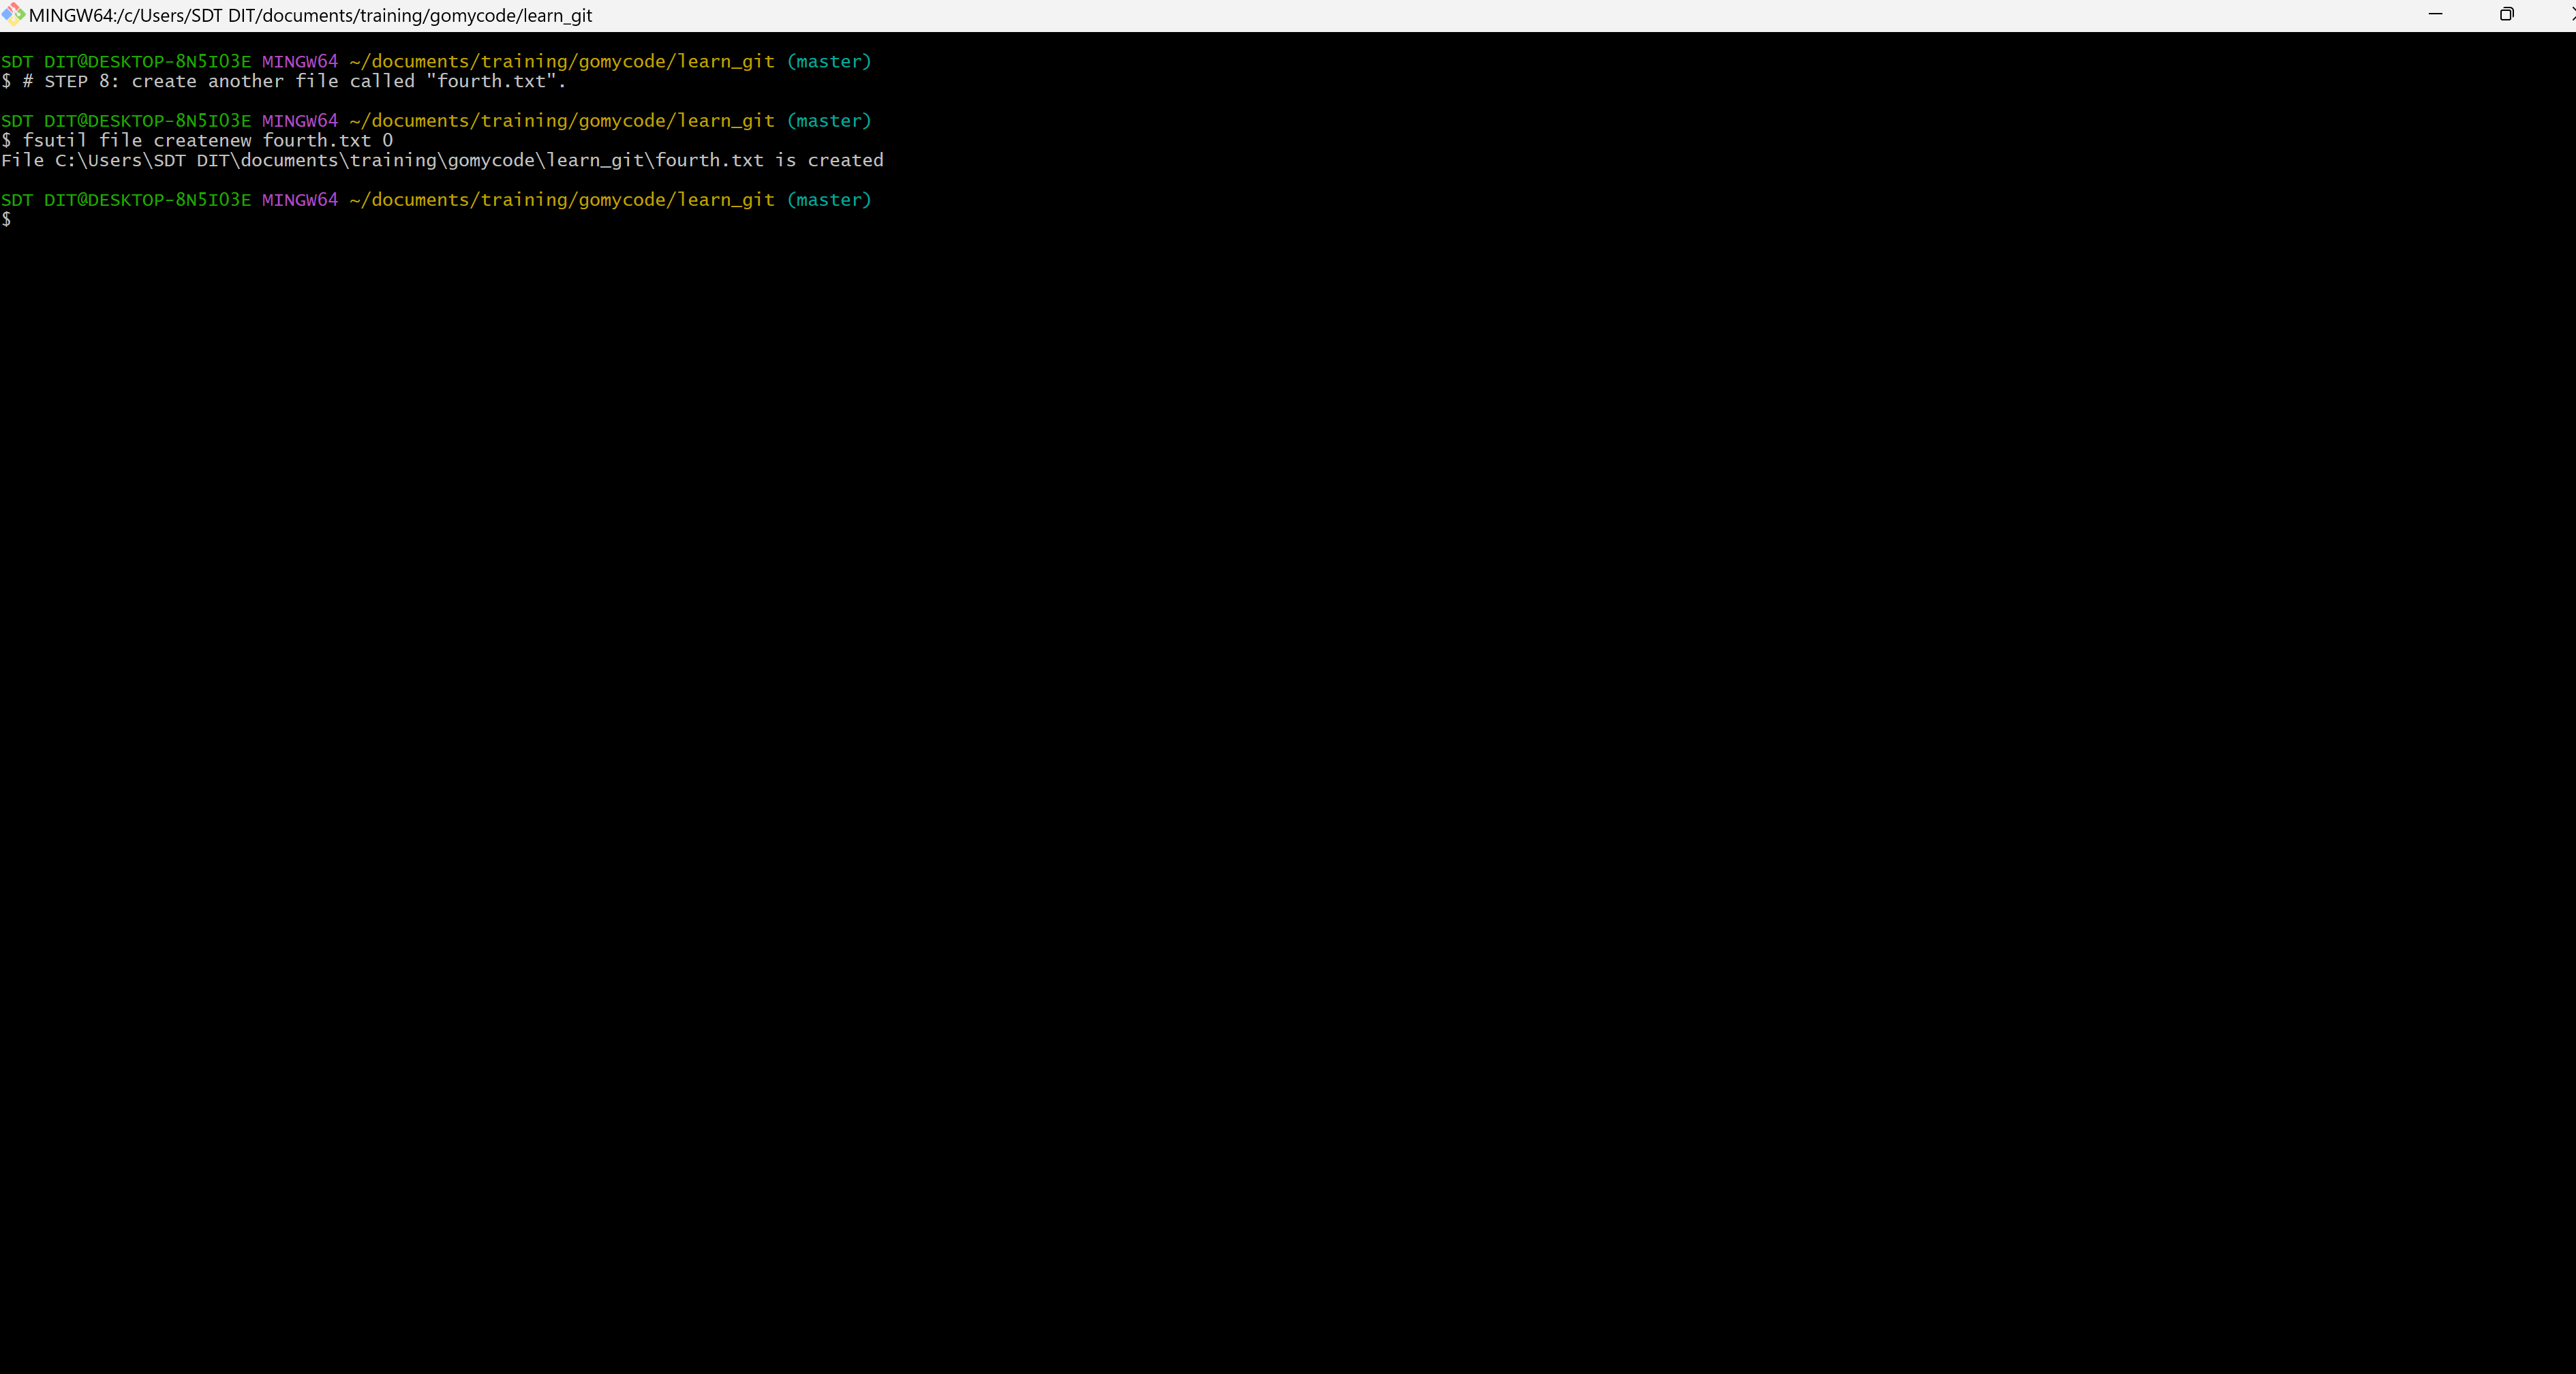 MINGW64:/c/Users/SDT DIT/documents/training/gomycode/learn_git
SDT DIT@DESKTOP-8N5IO3E MINGW64 ~/documents/training/gomycode/learn_git (master)
$ # STEP 8: create another file called "fourth.txt".
SDT DIT@DESKTOP-8N5IO3E MINGW64 ~/documents/training/gomycode/learn_git (master)
$ fsutil file createnew fourth.txt 0
File C:\Users\SDT DIT\documents\training\gomycode\learn_git\fourth.txt is created
SDT DIT@DESKTOP-8N5IO3E MINGW64 ~/documents/training/gomycode/learn_git (master)
$